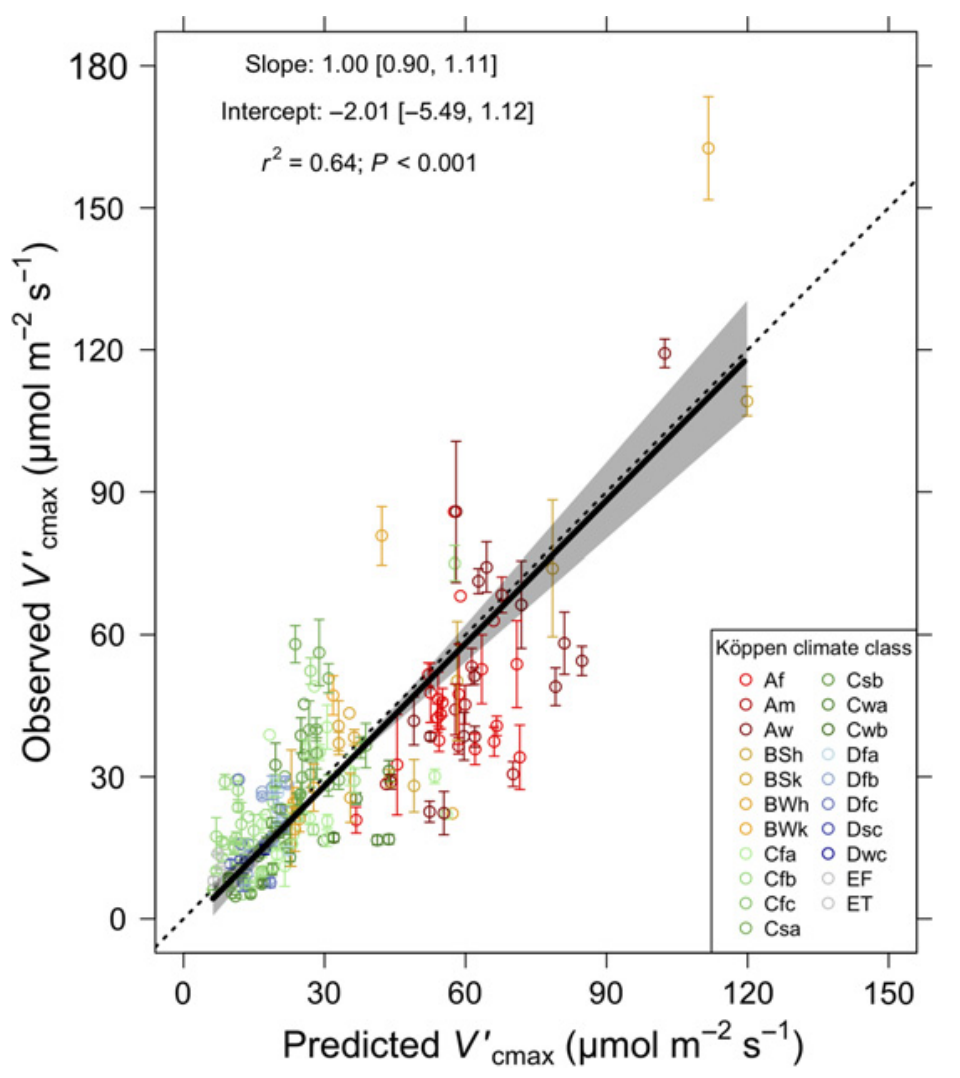 Slope: 1.00 [0.90, 1.11]
Intercept: −2.01 [−5.49, 1.12]
r² = 0.64; P < 0.001
Observed V′cmax (µmol m⁻² s⁻¹)
180
150
120
90
60
30
0
Köppen climate class
Af
Am
Aw
BSh
BSk
BWh
BWk
Cfa
Cfb
Cfc
Csa
Csb
Cwa
Cwb
Dfa
Dfb
Dfc
Dsc
Dwc
EF
ET
0 30 60 90 120 150
Predicted V′cmax (µmol m⁻² s⁻¹)